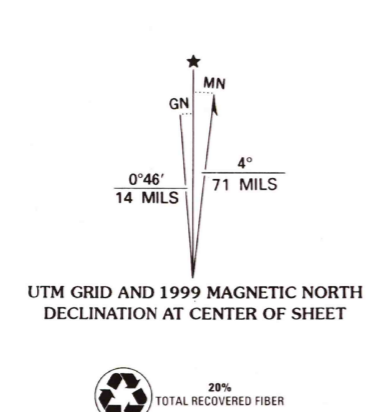 MN
GN
0°46′
14 MILS
4°
71 MILS
UTM GRID AND 1999 MAGNETIC NORTH
DECLINATION AT CENTER OF SHEET
20%
TOTAL RECOVERED FIBER